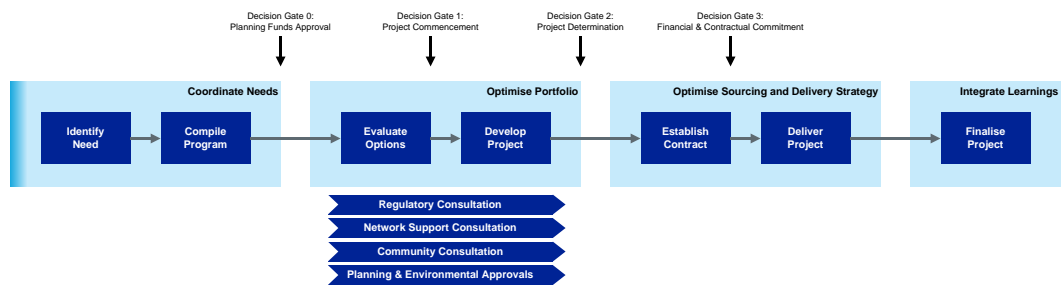 Decision Gate 0:
Planning Funds Approval
Decision Gate 1:
Project Commencement
Decision Gate 2:
Project Determination
Decision Gate 3:
Financial & Contractual Commitment
Coordinate Needs
Identify
Need
Compile
Program
Optimise Portfolio
Evaluate
Options
Develop
Project
Optimise Sourcing and Delivery Strategy
Establish
Contract
Deliver
Project
Integrate Learnings
Finalise
Project
Regulatory Consultation
Network Support Consultation
Community Consultation
Planning & Environmental Approvals